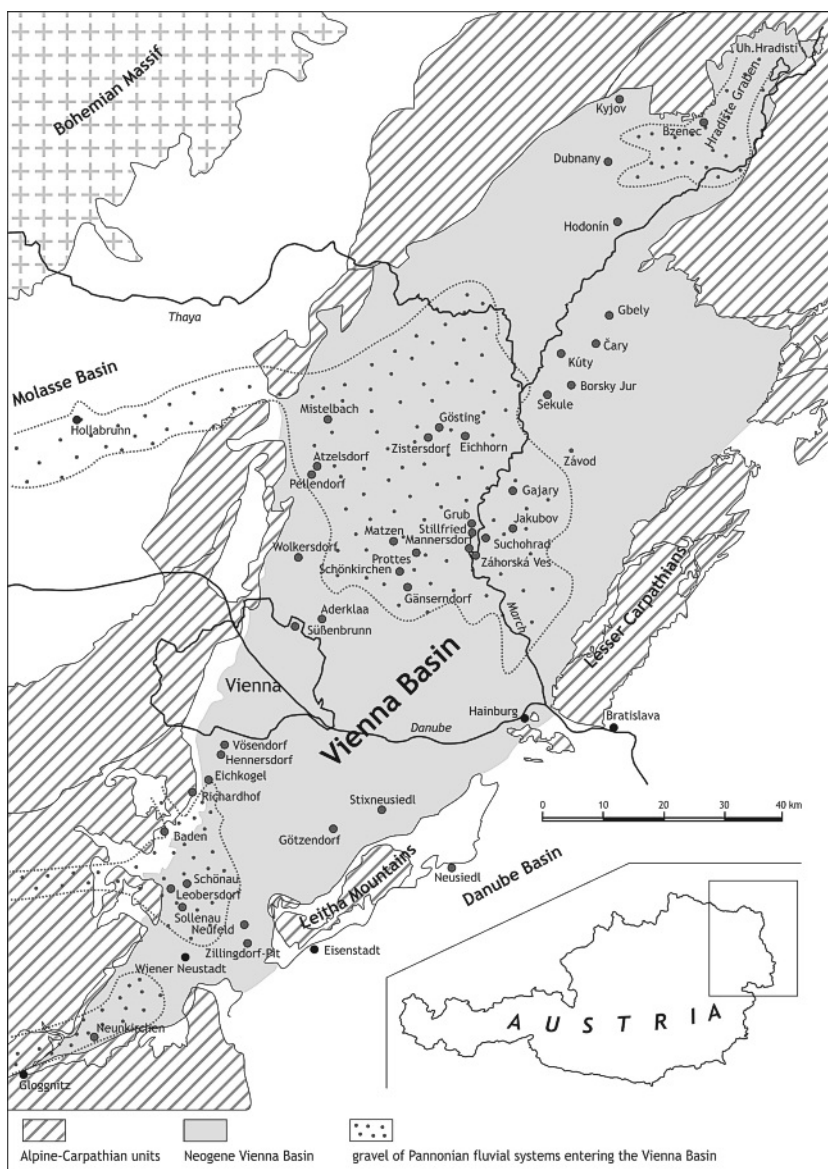 Uh.Hradisti
Bohemian Massif
Kyjov
Hradište Graben
Bzenec
Dubnany
Hodonín
Thaya
Gbely
Čary
Kúty
Molasse Basin
Borsky Jur
Sekule
Mistelbach
Hollabrunn
Gösting
Zistersdorf
Eichhorn
Atzelsdorf
Závod
Pellendorf
Gajary
Grub
Stillfried
Jakubov
Matzen
Mannersdorf
Suchohrad
Wolkersdorf
Prottes
Záhorská Ves
Schönkirchen
Gänserndorf
Lesser Carpathians
March
Aderklaa
Süßenbrunn
Vienna
Vienna Basin
Hainburg
Bratislava
Danube
Vösendorf
Hennersdorf
Eichkogel
Richardhof
Stixneusiedl
0 10 20 30 40 km
Baden
Götzendorf
Neusiedl
Danube Basin
Leitha Mountains
Schönau
Leobersdorf
Sollenau
Neufeld
Zillingdorf-Pit
Eisenstadt
Wiener Neustadt
AUSTRIA
Neunkirchen
Gloggnitz
Alpine-Carpathian units
Neogene Vienna Basin
gravel of Pannonian fluvial systems entering the Vienna Basin